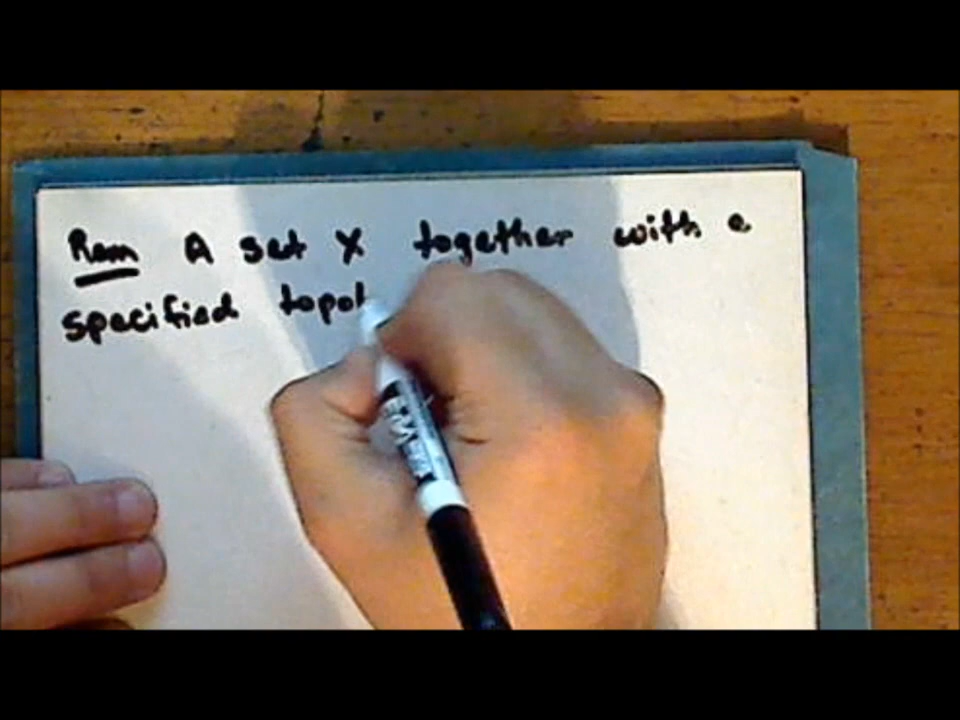 Rem A set X together with a
specified topol